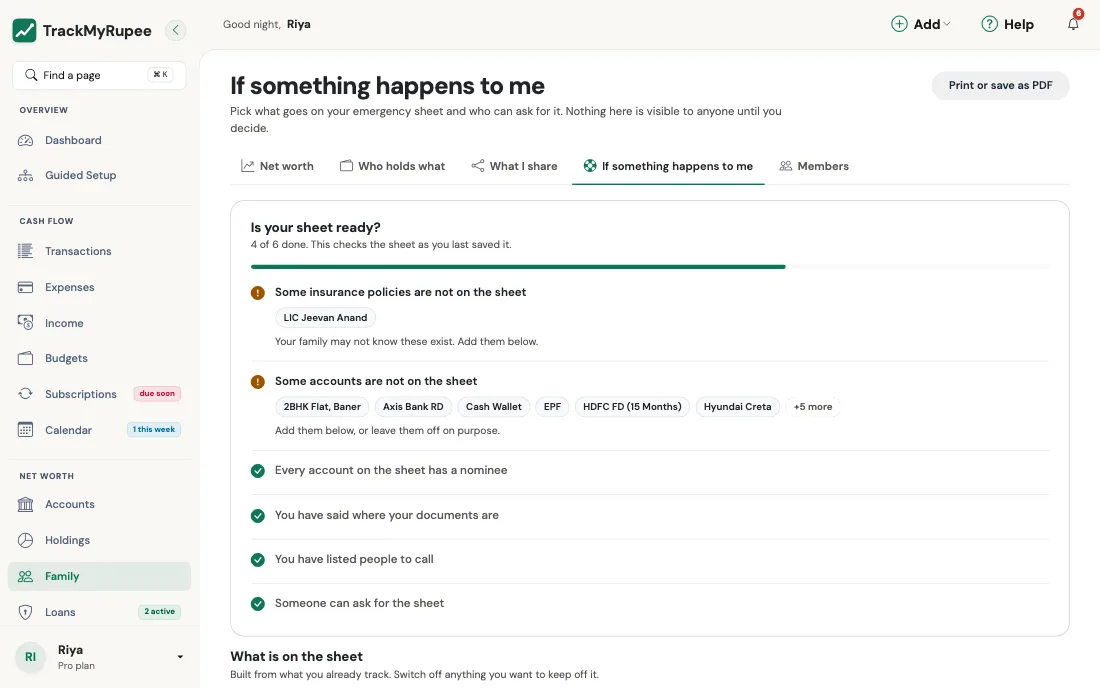 TrackMyRupee
Good night, Riya
Add
Help
6
Find a page
⌘ K
OVERVIEW
Dashboard
Guided Setup
CASH FLOW
Transactions
Expenses
Income
Budgets
Subscriptions due soon
Calendar 1 this week
NET WORTH
Accounts
Holdings
Family
Loans 2 active
RI
Riya
Pro plan
If something happens to me
Print or save as PDF
Pick what goes on your emergency sheet and who can ask for it. Nothing here is visible to anyone until you
decide.
Net worth Who holds what What I share If something happens to me Members
Is your sheet ready?
4 of 6 done. This checks the sheet as you last saved it.
Some insurance policies are not on the sheet
LIC Jeevan Anand
Your family may not know these exist. Add them below.
Some accounts are not on the sheet
2BHK Flat, Baner Axis Bank RD Cash Wallet EPF HDFC FD (15 Months) Hyundai Creta +5 more
Add them below, or leave them off on purpose.
Every account on the sheet has a nominee
You have said where your documents are
You have listed people to call
Someone can ask for the sheet
What is on the sheet
Built from what you already track. Switch off anything you want to keep off it.